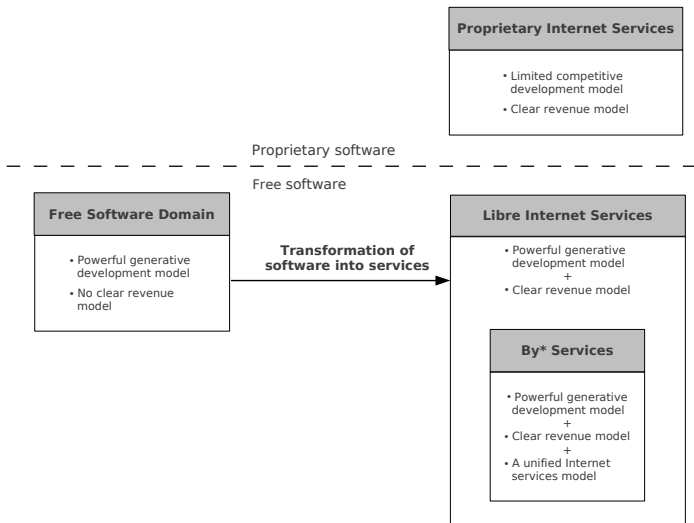 Proprietary Internet Services
• Limited competitive
development model
• Clear revenue model
Proprietary software
Free software
Free Software Domain
• Powerful generative
development model
• No clear revenue
model
Transformation of
software into services
Libre Internet Services
• Powerful generative
development model
+
• Clear revenue model
By* Services
• Powerful generative
development model
+
• Clear revenue model
+
• A unified Internet
services model